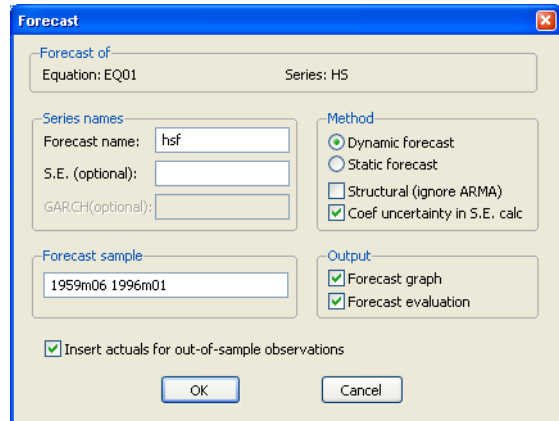 Forecast
Forecast of
Equation: EQ01 Series: HS
Series names
Forecast name: hsf
S.E. (optional):
GARCH(optional):
Method
Dynamic forecast
Static forecast
Structural (ignore ARMA)
Coef uncertainty in S.E. calc
Forecast sample
1959m06 1996m01
Output
Forecast graph
Forecast evaluation
Insert actuals for out-of-sample observations
OK Cancel